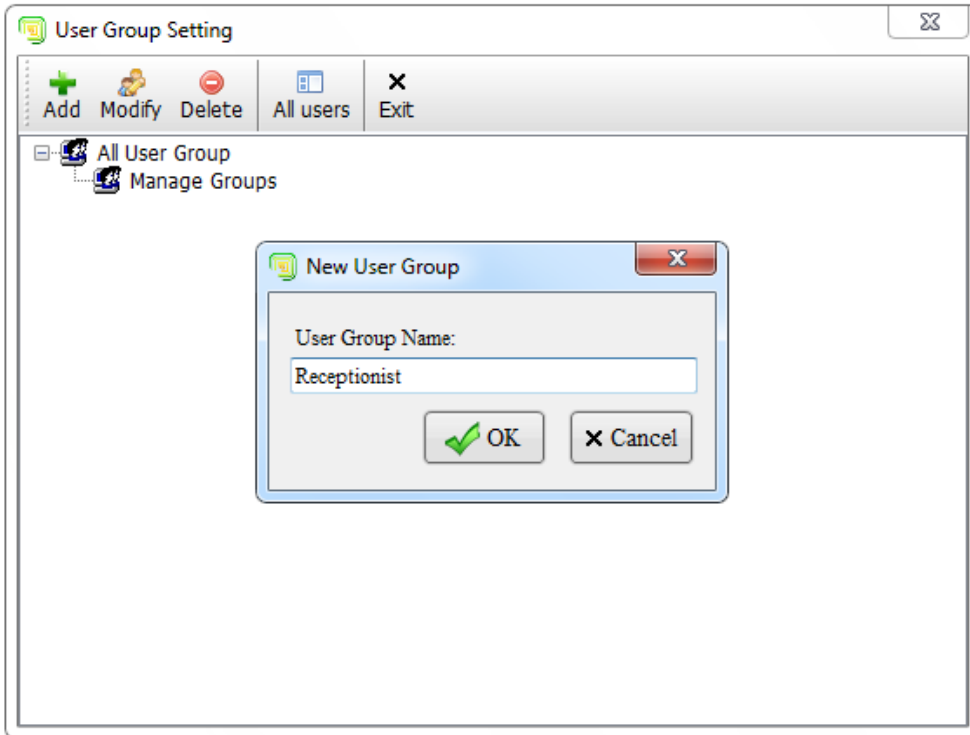 User Group Setting
Add Modify Delete All users Exit
All User Group
Manage Groups
New User Group
User Group Name:
Receptionist
OK Cancel